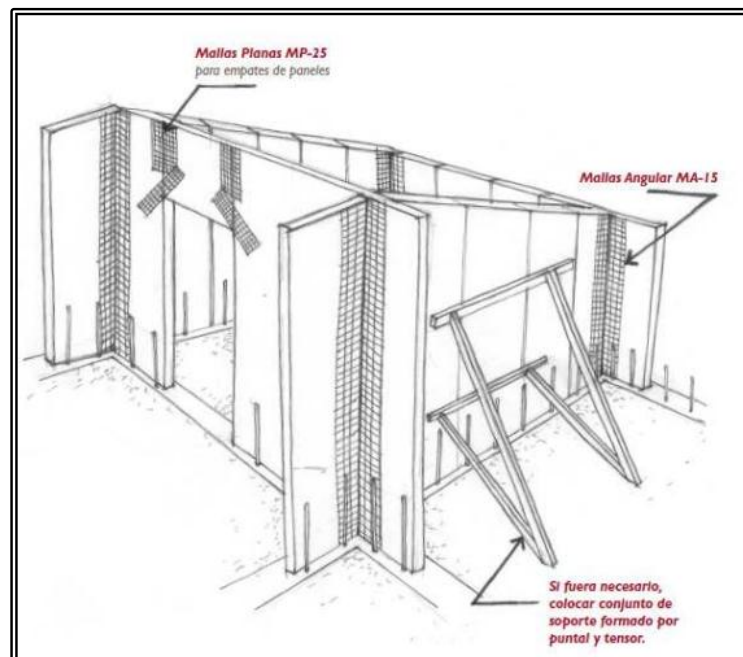 Mallas Planas MP-25
para empates de paneles
Mallas Angular MA-15
Si fuera necesario,
colocar conjunto de
soporte formado por
puntal y tensor.